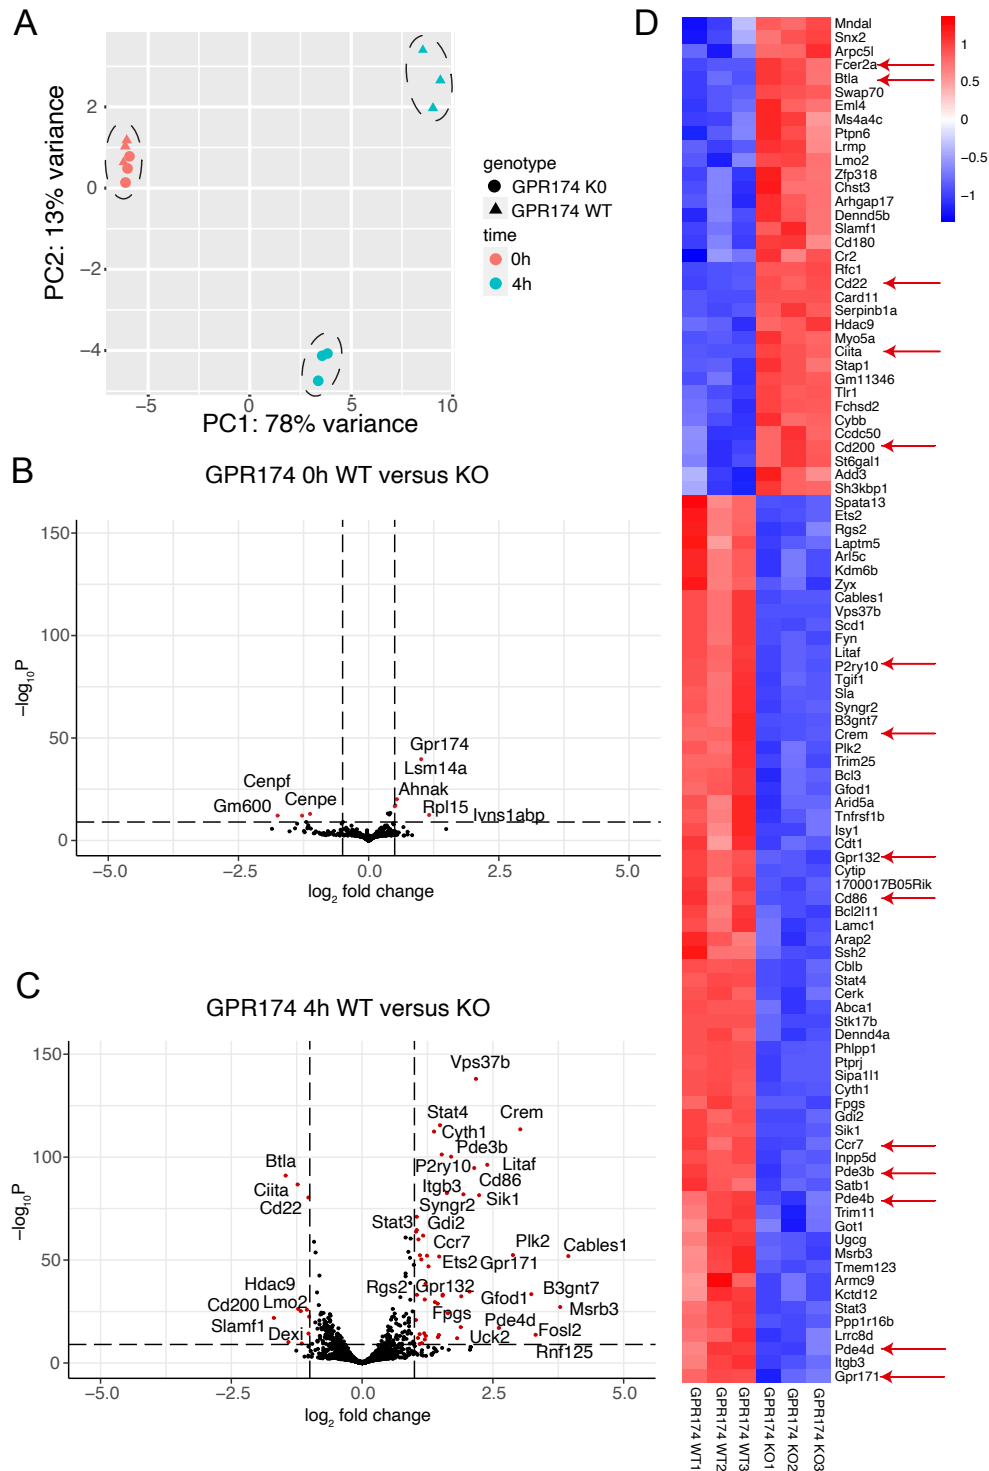 A
2
0
−2
−4
−5
0
5
10
PC2: 13% variance
PC1: 78% variance
genotype
GPR174 K0
GPR174 WT
time
0h
4h
B
GPR174 0h WT versus KO
150
100
50
0
−log10P
Gpr174
Lsm14a
Ahnak
Rpl15
Ivns1abp
Cenpf
Gm600
Cenpe
−5.0
−2.5
0.0
2.5
5.0
log2 fold change
C
GPR174 4h WT versus KO
150
100
50
0
−log10P
Vps37b
Stat4
Crem
Cyth1
Pde3b
P2ry10
Litaf
Itgb3
Cd86
Sik1
Syngr2
Stat3
Gdi2
Ccr7
Plk2
Cables1
Ets2
Gpr171
Rgs2
Gpr132
Gfod1
B3gnt7
Msrb3
Fpgs
Pde4d
Fosl2
Uck2
Rnf125
Btla
Ciita
Cd22
Hdac9
Cd200
Lmo2
Slamf1
Dexi
−5.0
−2.5
0.0
2.5
5.0
log2 fold change
D
Mndal
Snx2
Arpc5l
Fcer2a
Btla
Swap70
Eml4
Ms4a4c
Ptpn6
Lrmp
Lmo2
Zfp318
Chst3
Arhgap17
Dennd5b
Slamf1
Cd180
Cr2
Rfc1
Cd22
Card11
Serpinb1a
Hdac9
Myo5a
Ciita
Stap1
Gm11346
Tlr1
Fchsd2
Cybb
Ccdc50
Cd200
St6gal1
Add3
Sh3kbp1
Spata13
Ets2
Rgs2
Laptm5
Arl5c
Kdm6b
Zyx
Cables1
Vps37b
Scd1
Fyn
Litaf
P2ry10
Tgif1
Sla
Syngr2
B3gnt7
Crem
Plk2
Trim25
Bcl3
Gfod1
Arid5a
Tnfrsf1b
Isy1
Cdt1
Gpr132
Cytip
1700017B05Rik
Cd86
Bcl2l11
Lamc1
Arap2
Ssh2
Cblb
Stat4
Cerk
Abca1
Stk17b
Dennd4a
Phlpp1
Ptprj
Sipa1l1
Cyth1
Fpgs
Gdi2
Sik1
Ccr7
Inpp5d
Pde3b
Satb1
Pde4b
Trim11
Got1
Ugcg
Msrb3
Tmem123
Armc9
Kctd12
Stat3
Ppp1r16b
Lrrc8d
Pde4d
Itgb3
Gpr171
1
0.5
0
−0.5
−1
GPR174 WT1
GPR174 WT2
GPR174 WT3
GPR174 KO1
GPR174 KO2
GPR174 KO3